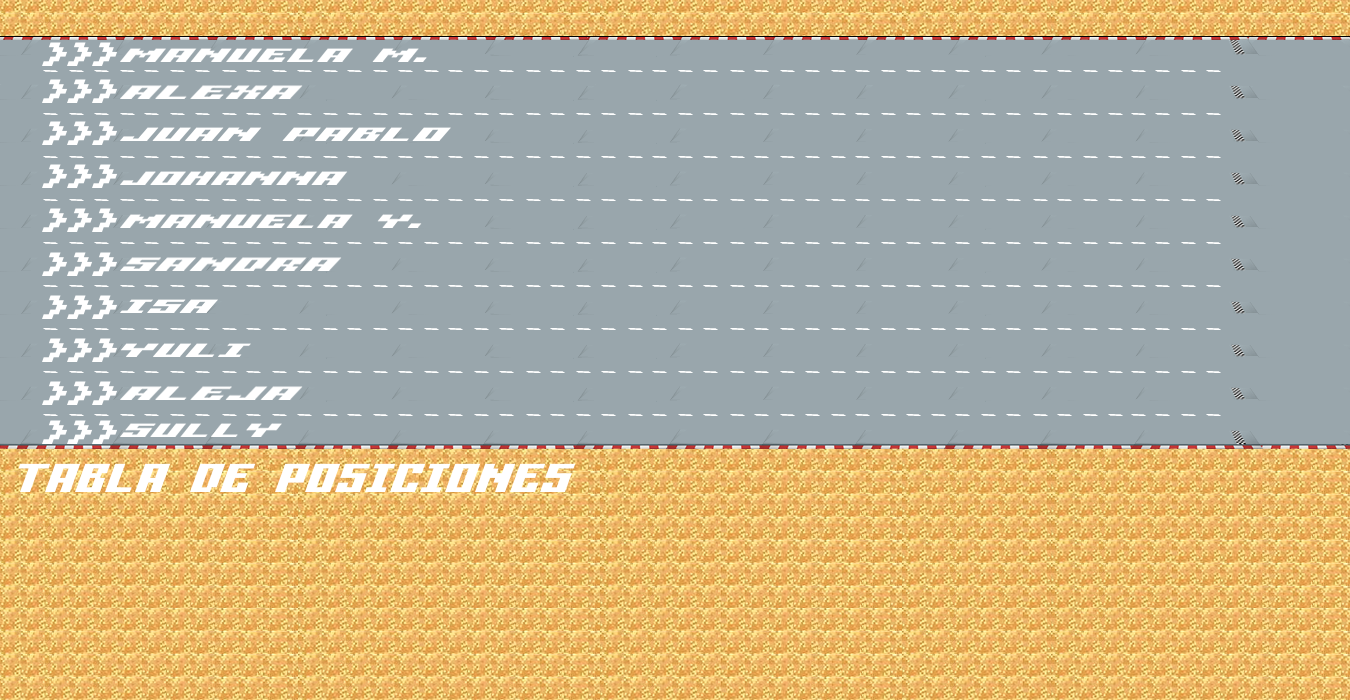 }}}MANUELA M.
}}}ALEXA
}}}JUAN PABLO
}}}JOHANNA
}}}MANUELA Y.
}}}SANDRA
}}}ISA
}}}YULI
}}}ALEJA
}}}SULLY
TABLA DE POSICIONES